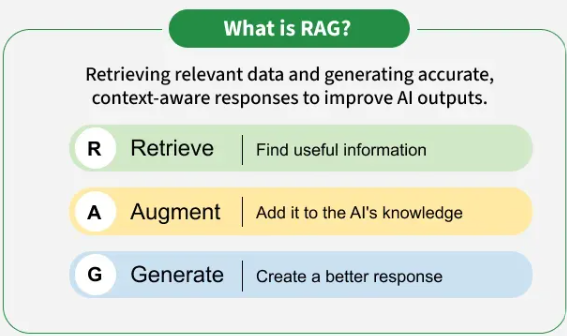 What is RAG?
Retrieving relevant data and generating accurate,
context-aware responses to improve AI outputs.
R Retrieve Find useful information
A Augment Add it to the AI's knowledge
G Generate Create a better response